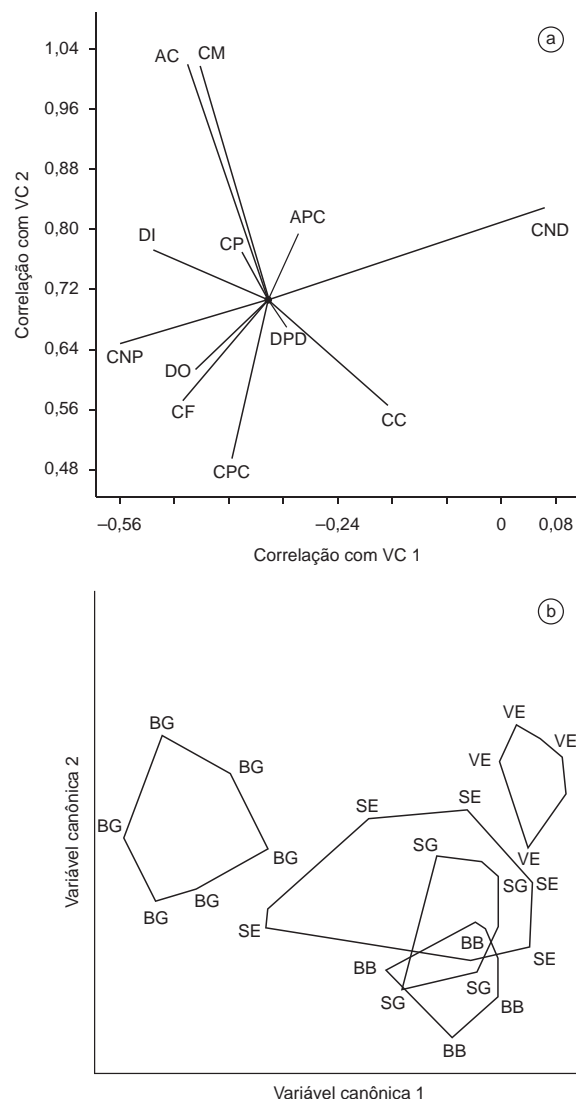 a
1,04
AC CM
0,96
0,88
APC
0,80
DI
CP
CND
Correlação com VC 2
0,72
DPD
0,64
CNP
DO
0,56
CF
CC
CPC
0,48
–0,56 –0,24 0 0,08
Correlação com VC 1
b
VE
BG
VE
VE
BG
SE
SE
Variável canônica 2
BG
SG
VE
BG
SG
SE
BG
BG
SE
BB
SE
BB
SG
SG
BB
BB
Variável canônica 1